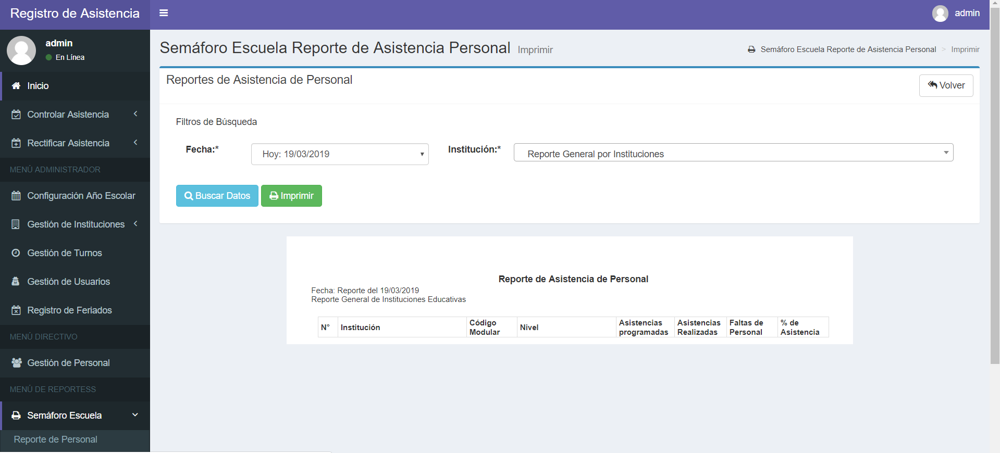 Registro de Asistencia
admin
admin
En Línea
Inicio
Controlar Asistencia
Rectificar Asistencia
MENÚ ADMINISTRADOR
Configuración Año Escolar
Gestión de Instituciones
Gestión de Turnos
Gestión de Usuarios
Registro de Feriados
MENÚ DIRECTIVO
Gestión de Personal
MENÚ DE REPORTESS
Semáforo Escuela
Reporte de Personal
Semáforo Escuela Reporte de Asistencia Personal Imprimir
Semáforo Escuela Reporte de Asistencia Personal > Imprimir
Reportes de Asistencia de Personal
Volver
Filtros de Búsqueda
Fecha:* Hoy: 19/03/2019 Institución:* Reporte General por Instituciones
Buscar Datos Imprimir
Reporte de Asistencia de Personal
Fecha: Reporte del 19/03/2019
Reporte General de Instituciones Educativas
N° Institución Código Modular Nivel Asistencias programadas Asistencias Realizadas Faltas de Personal % de Asistencia